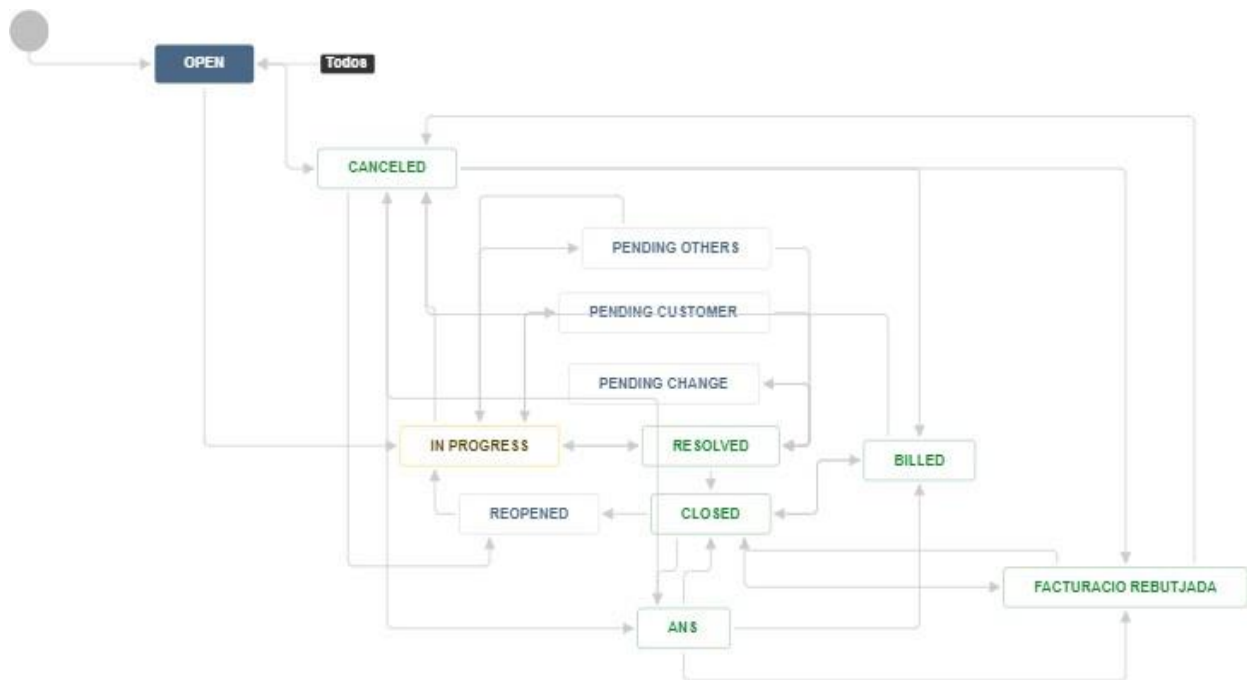 OPEN
Todos
CANCELED
PENDING OTHERS
PENDING CUSTOMER
PENDING CHANGE
IN PROGRESS
RESOLVED
BILLED
REOPENED
CLOSED
FACTURACIO REBUTJADA
ANS